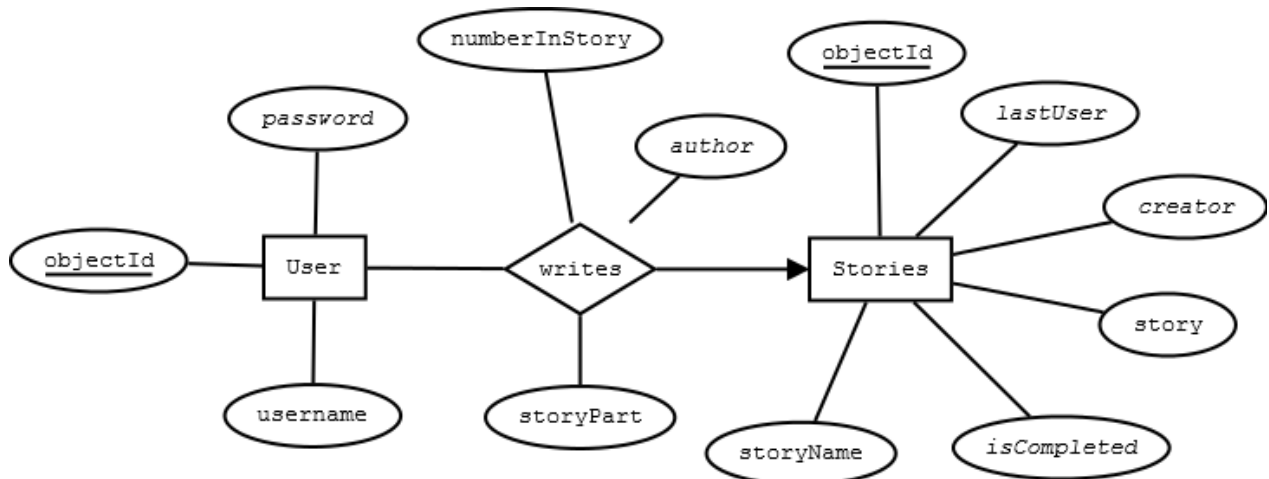 numberInStory
objectId
password
lastUser
author
creator
objectId
User
writes
Stories
story
username
storyPart
storyName
isCompleted